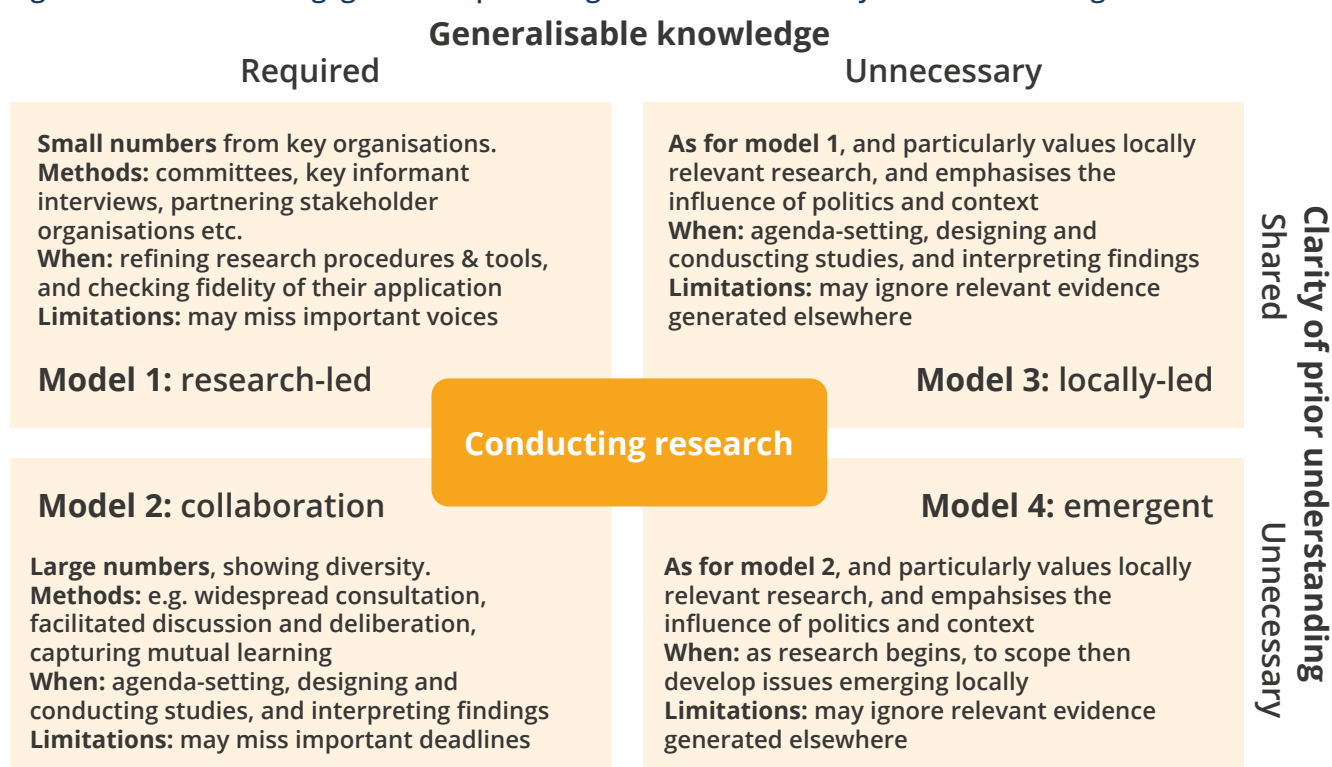 Generalisable knowledge
Required
Unnecessary
Small numbers from key organisations.
Methods: committees, key informant
interviews, partnering stakeholder
organisations etc.
When: refining research procedures & tools,
and checking fidelity of their application
Limitations: may miss important voices
Model 1: research-led
As for model 1, and particularly values locally
relevant research, and emphasises the
influence of politics and context
When: agenda-setting, designing and
conduscting studies, and interpreting findings
Limitations: may ignore relevant evidence
generated elsewhere
Model 3: locally-led
Conducting research
Model 2: collaboration
Large numbers, showing diversity.
Methods: e.g. widespread consultation,
facilitated discussion and deliberation,
capturing mutual learning
When: agenda-setting, designing and
conducting studies, and interpreting findings
Limitations: may miss important deadlines
Model 4: emergent
As for model 2, and particularly values locally
relevant research, and empahsises the
influence of politics and context
When: as research begins, to scope then
develop issues emerging locally
Limitations: may ignore relevant evidence
generated elsewhere
Clarity of prior understanding
Shared
Unnecessary